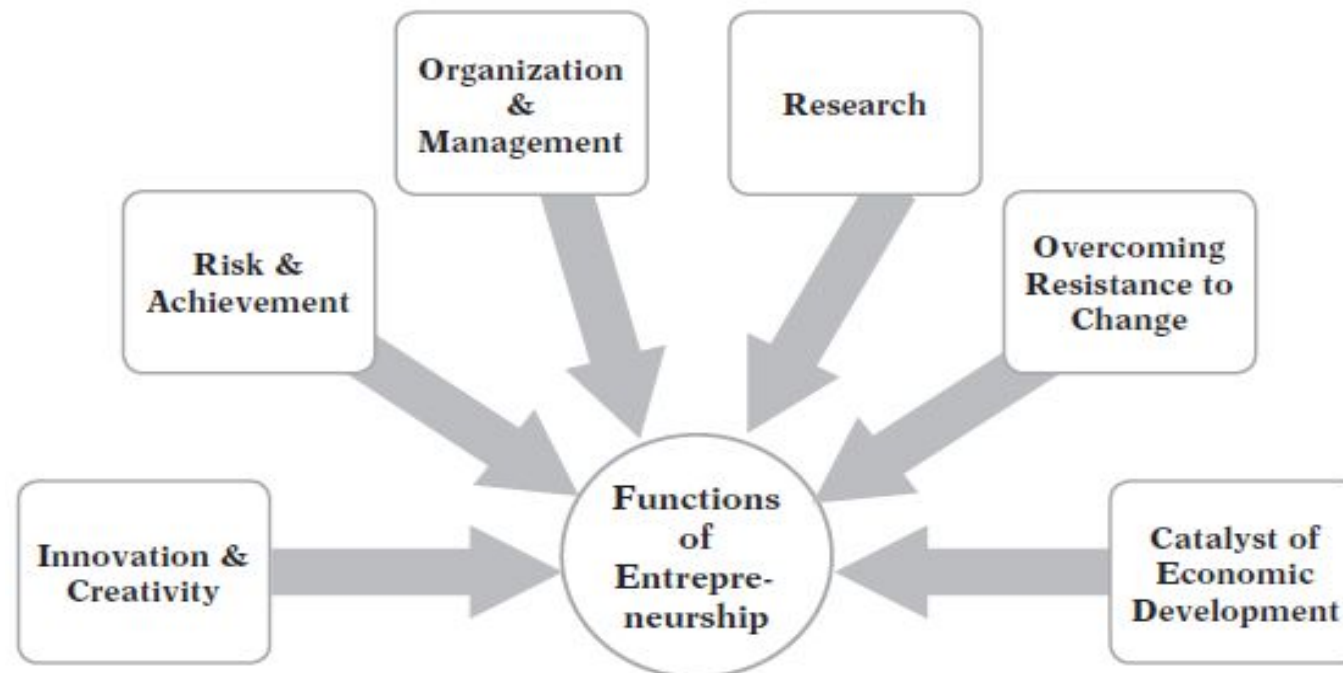 Organization
&
Management
Research
Risk &
Achievement
Overcoming
Resistance to
Change
Innovation &
Creativity
Functions
of
Entrepre-
neurship
Catalyst of
Economic
Development